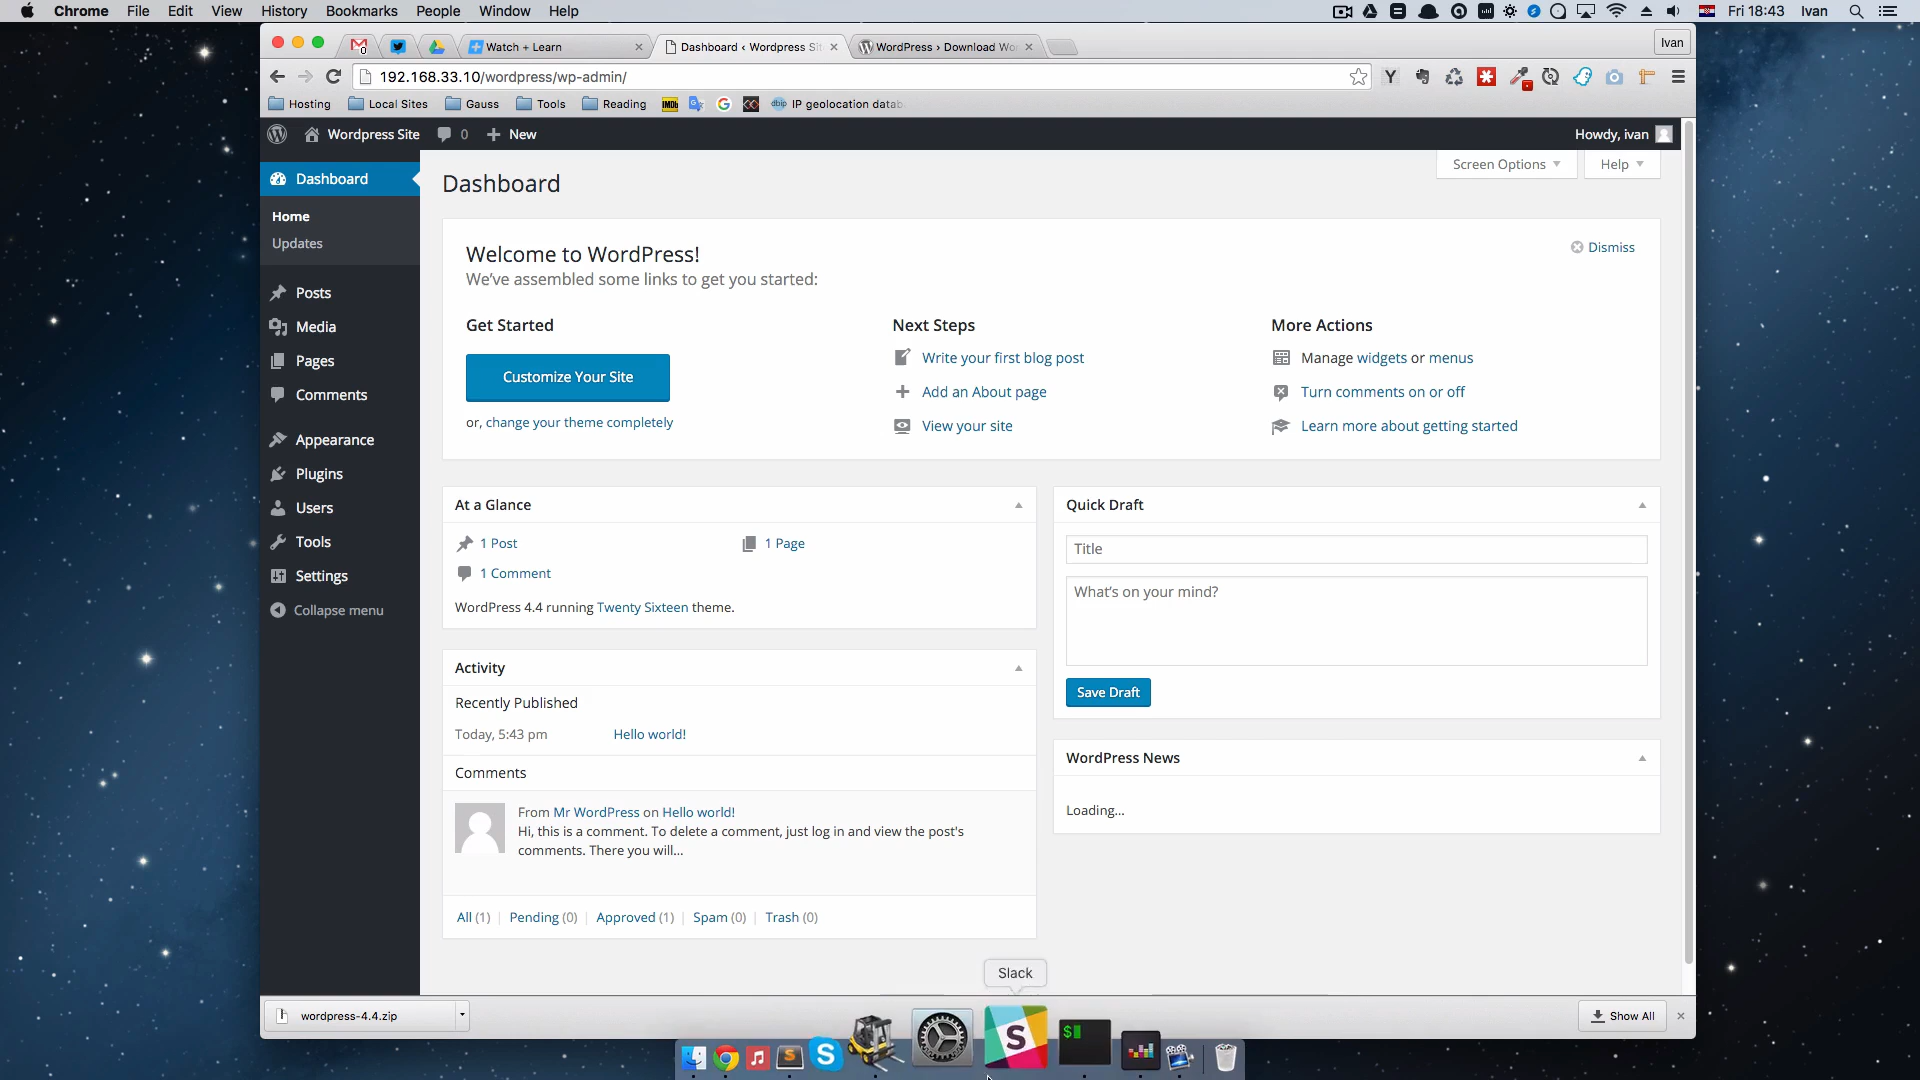 Chrome File Edit View History Bookmarks People Window Help Fri 18:43 Ivan
0 Watch + Learn Dashboard ‹ Wordpress Sit WordPress › Download Wo Ivan
192.168.33.10/wordpress/wp-admin/ Y
Hosting Local Sites Gauss Tools Reading IMDb G dbip IP geolocation datab
Wordpress Site 0 New Howdy, ivan
Dashboard
Home
Updates
Posts
Media
Pages
Comments
Appearance
Plugins
Users
Tools
Settings
Collapse menu
Screen Options Help
Dashboard
Welcome to WordPress!
We've assembled some links to get you started:
Dismiss
Get Started
Customize Your Site
or, change your theme completely
Next Steps
Write your first blog post
Add an About page
View your site
More Actions
Manage widgets or menus
Turn comments on or off
Learn more about getting started
At a Glance
1 Post 1 Page
1 Comment
WordPress 4.4 running Twenty Sixteen theme.
Activity
Recently Published
Today, 5:43 pm Hello world!
Comments
From Mr WordPress on Hello world!
Hi, this is a comment. To delete a comment, just log in and view the post's
comments. There you will...
All (1) | Pending (0) | Approved (1) | Spam (0) | Trash (0)
Quick Draft
Title
What's on your mind?
Save Draft
WordPress News
Loading...
Slack
wordpress-4.4.zip Show All
S S S $